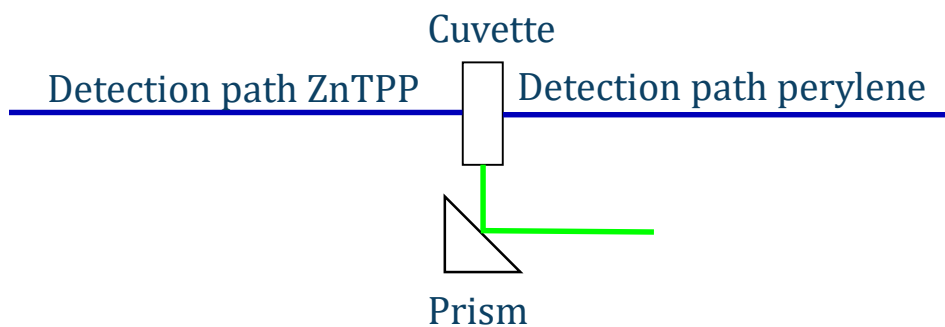 Cuvette
Detection path ZnTPP
Detection path perylene
Prism